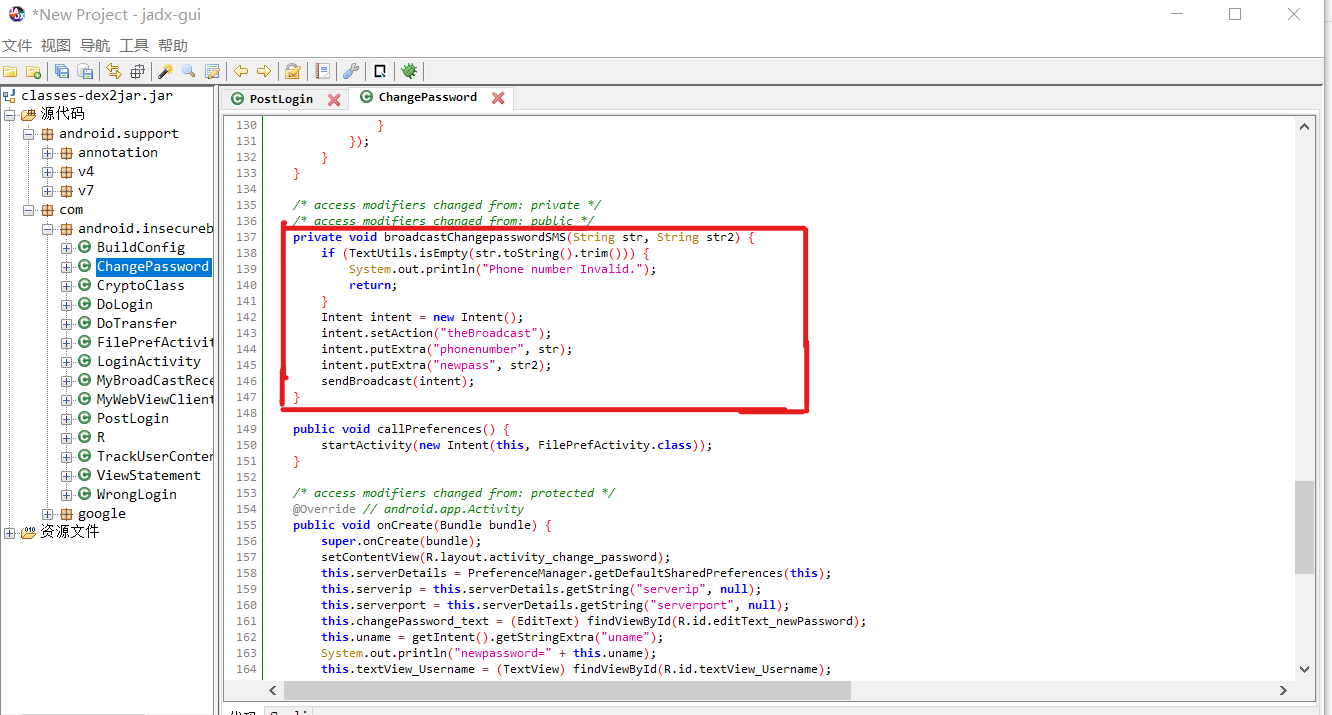 *New Project - jadx-gui
文件 视图 导航 工具 帮助
classes-dex2jar.jar
源代码
android.support
annotation
v4
v7
com
android.insecureb
BuildConfig
ChangePassword
CryptoClass
DoLogin
DoTransfer
FilePrefActivit
LoginActivity
MyBroadCastRece
MyWebViewClient
PostLogin
R
TrackUserConter
ViewStatement
WrongLogin
google
资源文件
PostLogin ChangePassword
130 }
131 });
132 }
133 }
134
135 /* access modifiers changed from: private */
136 /* access modifiers changed from: public */
137 private void broadcastChangepasswordSMS(String str, String str2) {
138 if (TextUtils.isEmpty(str.toString().trim())) {
139 System.out.println("Phone number Invalid.");
140 return;
141 }
142 Intent intent = new Intent();
143 intent.setAction("theBroadcast");
144 intent.putExtra("phonenumber", str);
145 intent.putExtra("newpass", str2);
146 sendBroadcast(intent);
147 }
148
149 public void callPreferences() {
150 startActivity(new Intent(this, FilePrefActivity.class));
151 }
152
153 /* access modifiers changed from: protected */
154 @Override // android.app.Activity
155 public void onCreate(Bundle bundle) {
156 super.onCreate(bundle);
157 setContentView(R.layout.activity_change_password);
158 this.serverDetails = PreferenceManager.getDefaultSharedPreferences(this);
159 this.serverip = this.serverDetails.getString("serverip", null);
160 this.serverport = this.serverDetails.getString("serverport", null);
161 this.changePassword_text = (EditText) findViewById(R.id.editText_newPassword);
162 this.uname = getIntent().getStringExtra("uname");
163 System.out.println("newpassword=" + this.uname);
164 this.textView_Username = (TextView) findViewById(R.id.textView_Username);